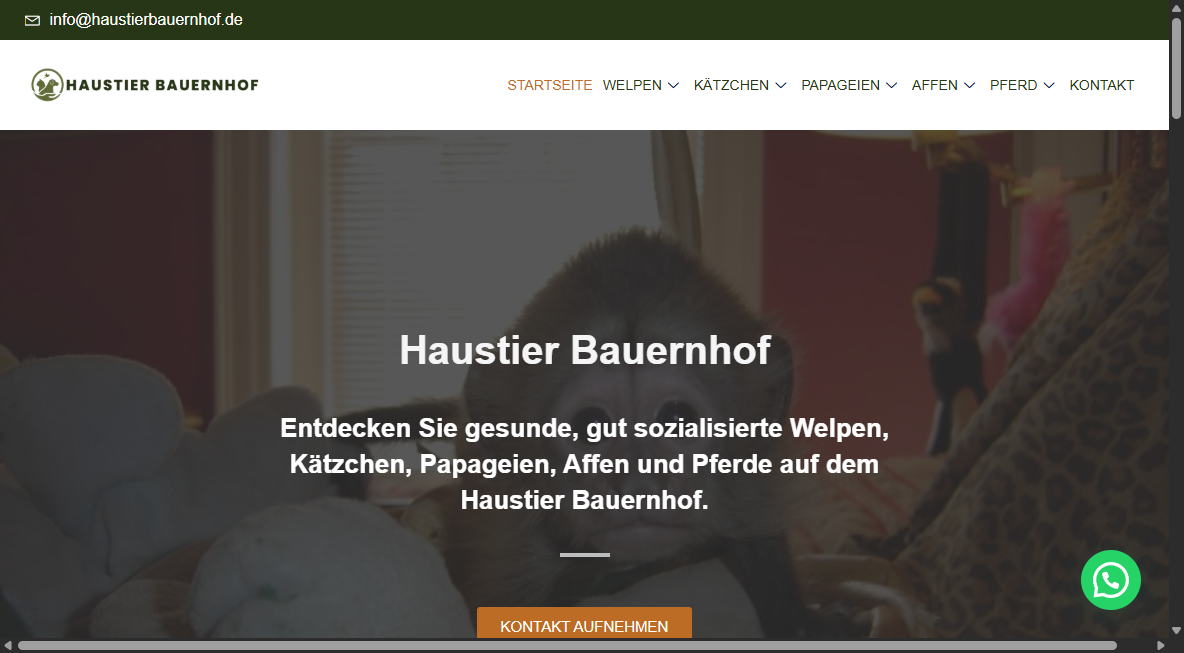 info@haustierbauernhof.de
HAUSTIER BAUERNHOF
STARTSEITE WELPEN KÄTZCHEN PAPAGEIEN AFFEN PFERD KONTAKT
Haustier Bauernhof
Entdecken Sie gesunde, gut sozialisierte Welpen,
Kätzchen, Papageien, Affen und Pferde auf dem
Haustier Bauernhof.
KONTAKT AUFNEHMEN